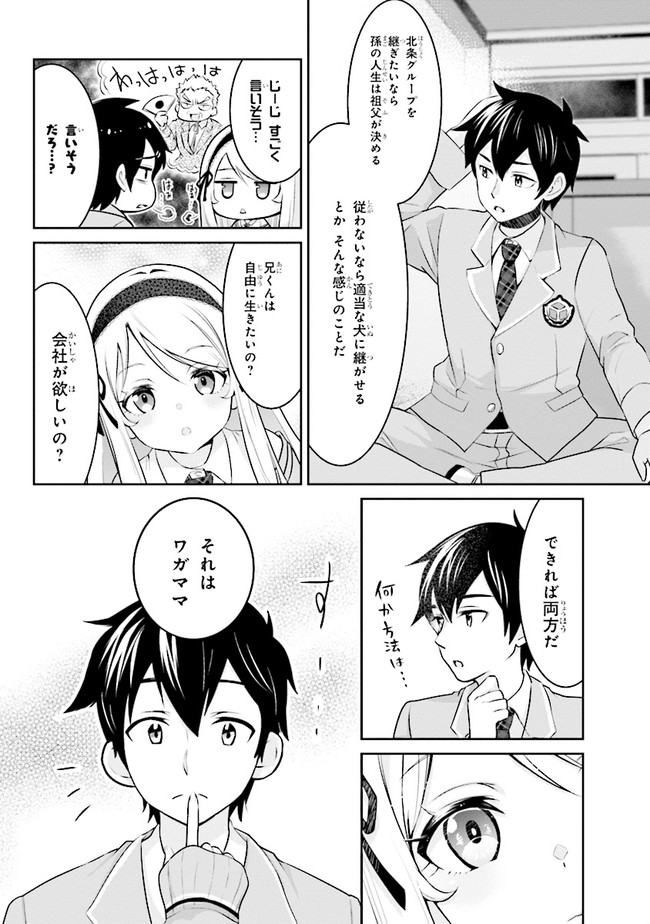 北条グループを
継ぎたいなら
孫の人生は祖父が決める
従わないなら適当な犬に継がせる
とか そんな感じのことだ
わっはっはっは
じーじ すごく
言いそう…
言いそう
だろ…?
ほわ
ほわ
兄くんは
自由に生きたいの?
会社が欲しいの?
できれば両方だ
何か方法は…
それは
ワガママ
す